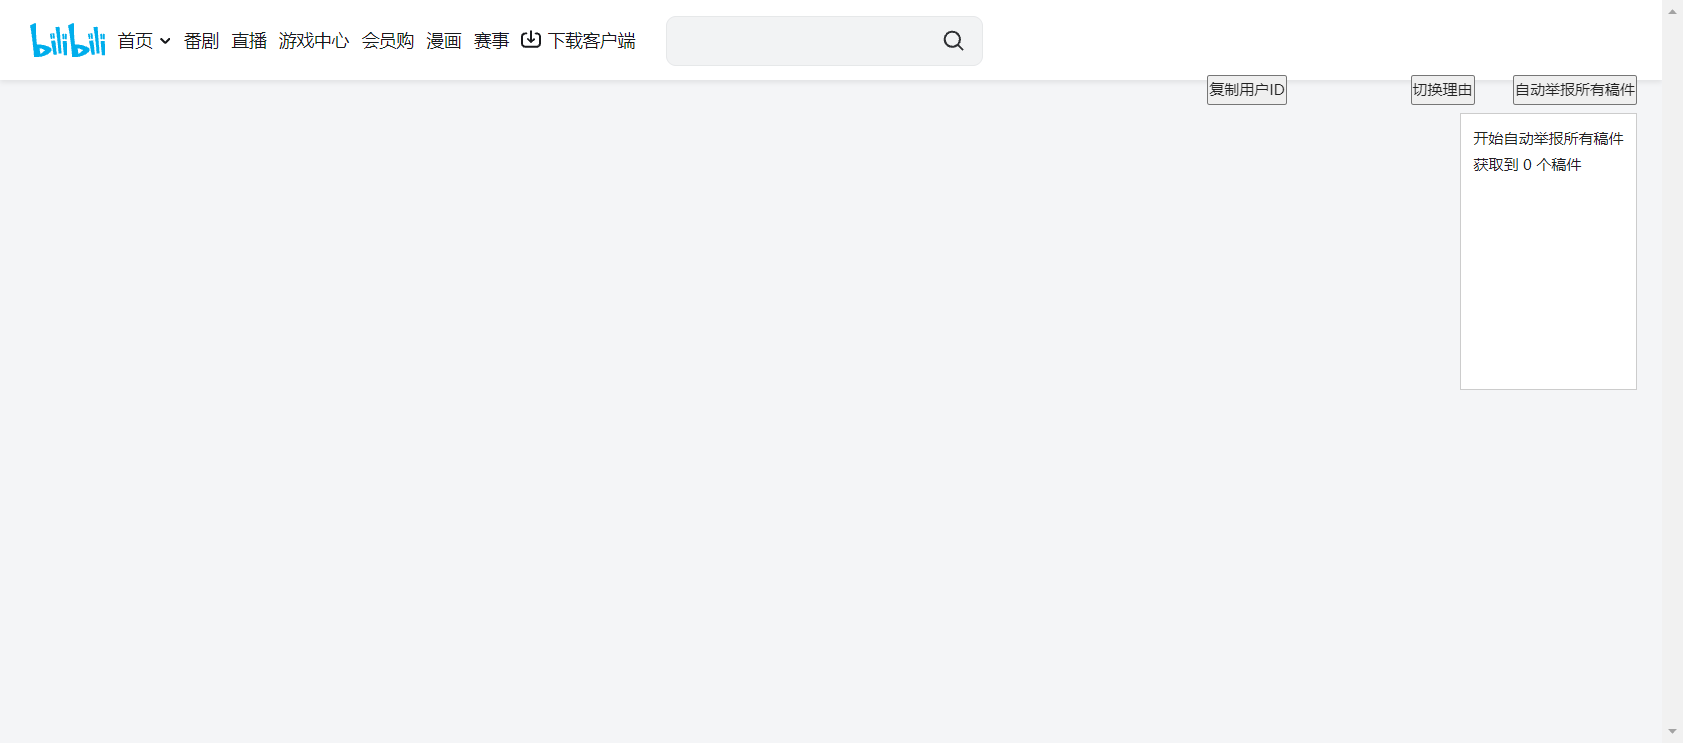 bilibili 首页 番剧 直播 游戏中心 会员购 漫画 赛事 下载客户端
复制用户ID 切换理由 自动举报所有稿件
开始自动举报所有稿件
获取到 0 个稿件